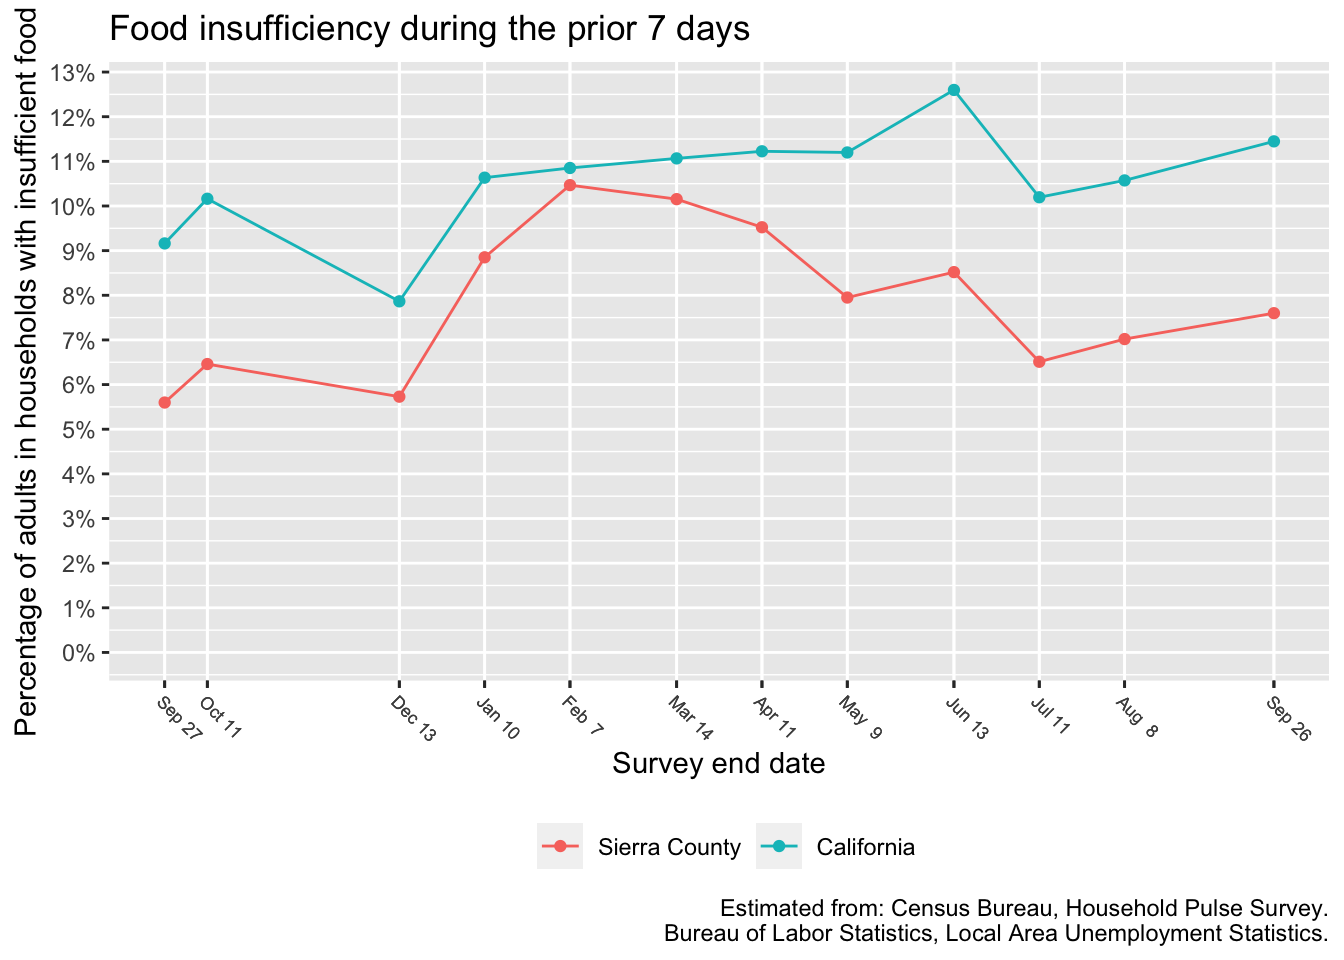 Food insufficiency during the prior 7 days
Percentage of adults in households with insufficient food
13%
12%
11%
10%
9%
8%
7%
6%
5%
4%
3%
2%
1%
0%
Sep 27
Oct 11
Dec 13
Jan 10
Feb 7
Mar 14
Apr 11
May 9
Jun 13
Jul 11
Aug 8
Sep 26
Survey end date
Sierra County
California
Estimated from: Census Bureau, Household Pulse Survey.
Bureau of Labor Statistics, Local Area Unemployment Statistics.